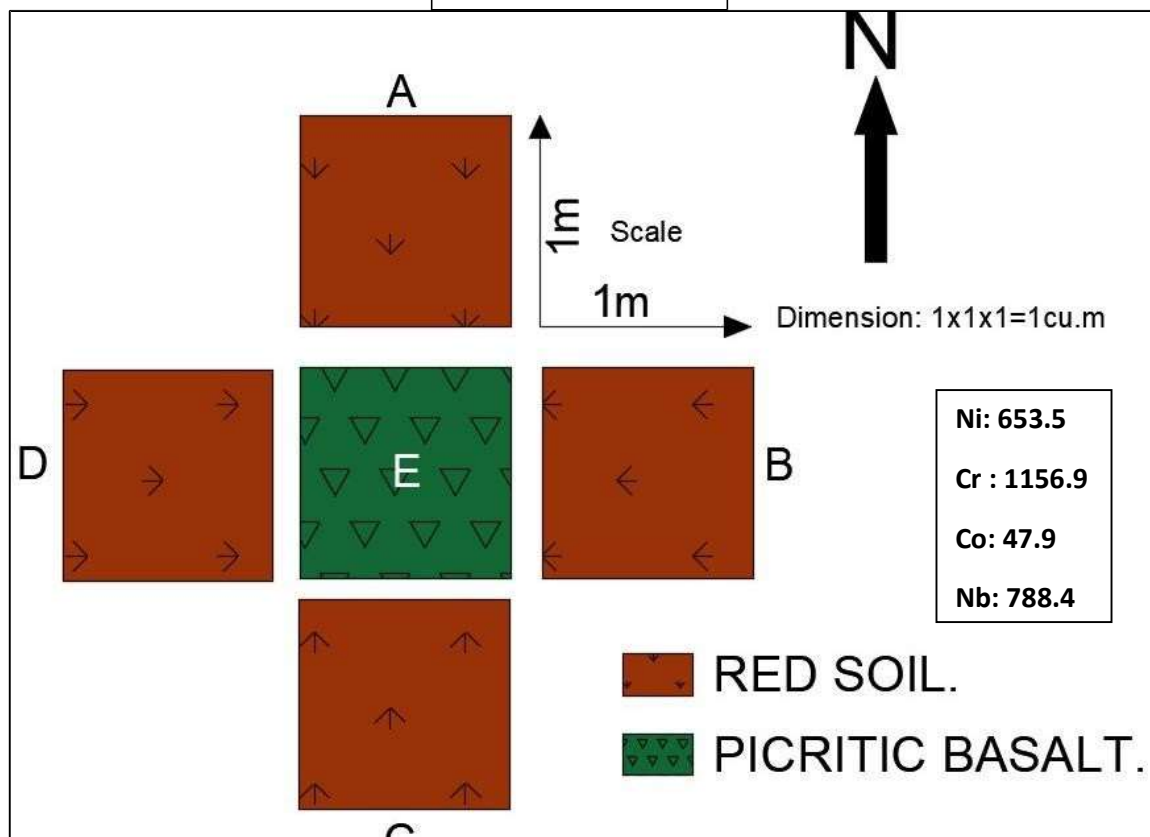 N
A
1m
Scale
1m
Dimension: 1x1x1=1cu.m
D
E
B
Ni: 653.5
Cr : 1156.9
Co: 47.9
Nb: 788.4
RED SOIL.
PICRITIC BASALT.